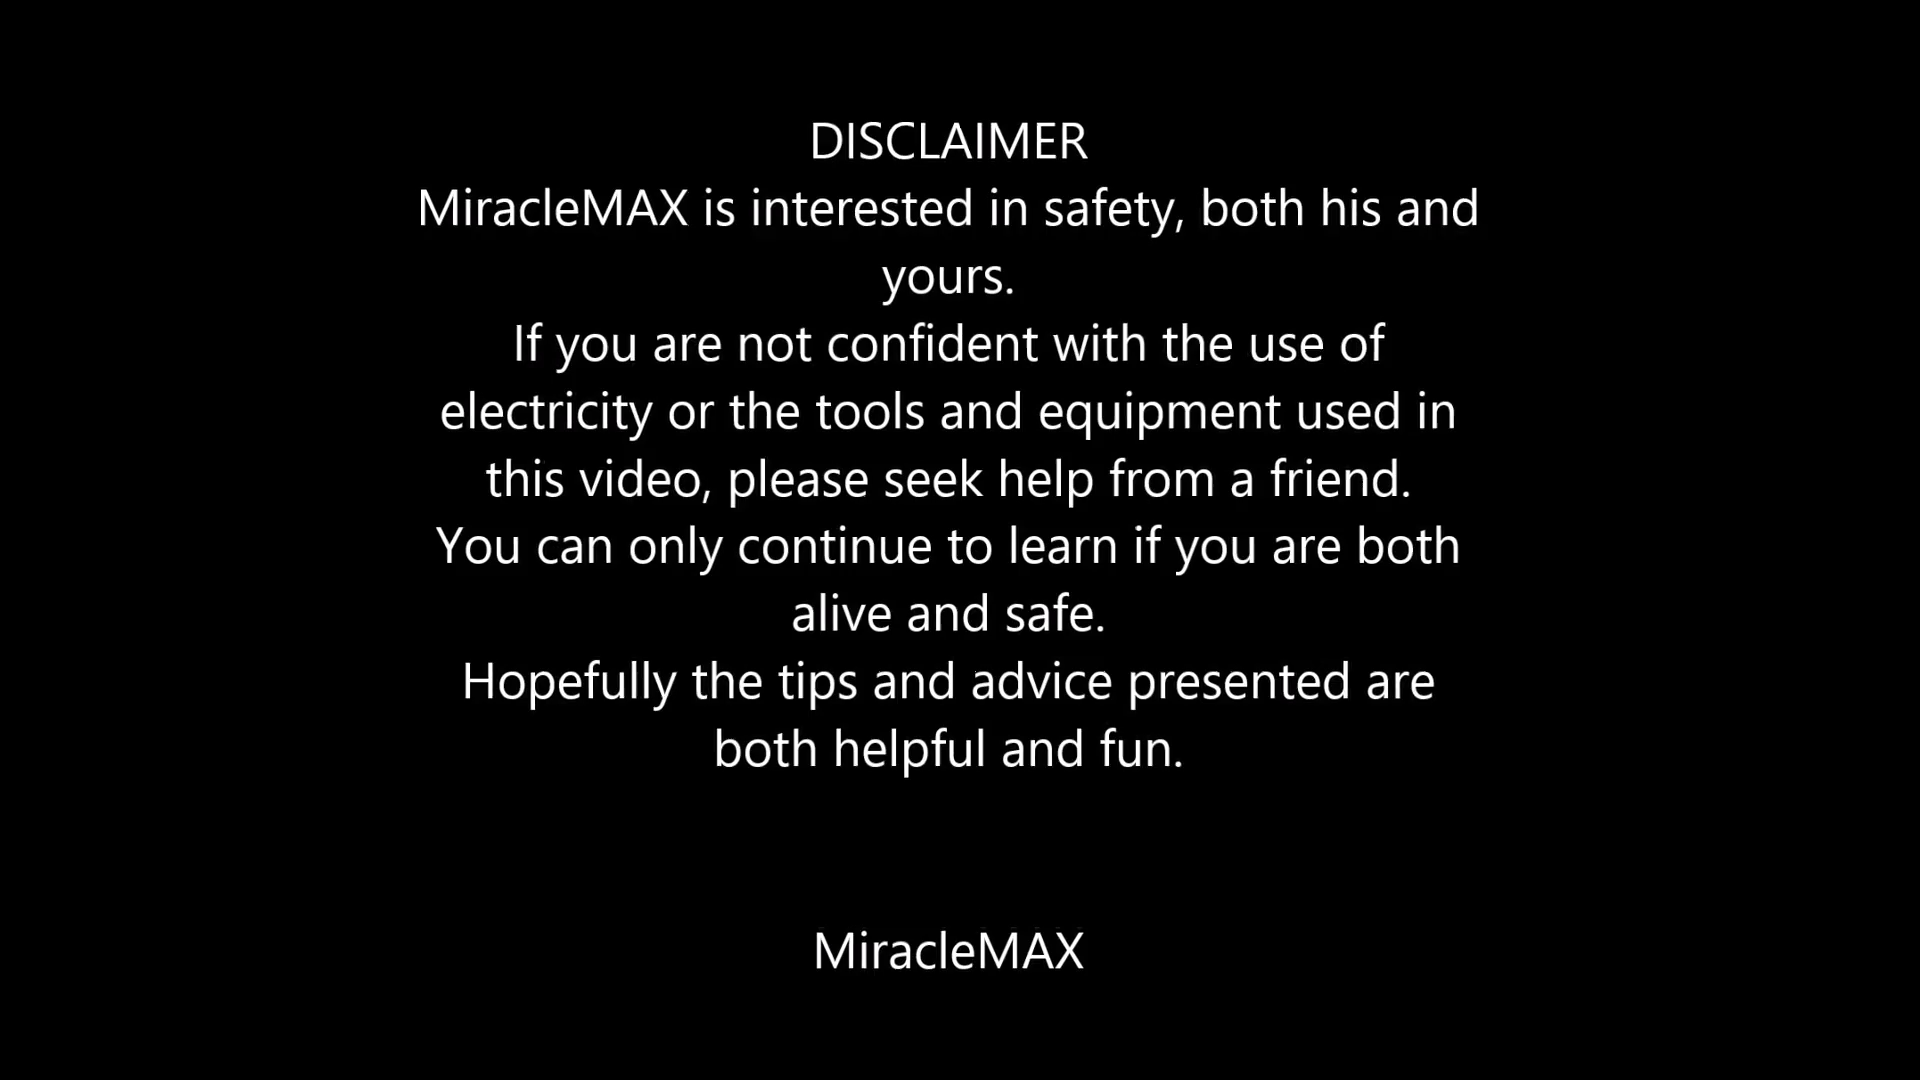 DISCLAIMER
MiracleMAX is interested in safety, both his and
yours.
If you are not confident with the use of
electricity or the tools and equipment used in
this video, please seek help from a friend.
You can only continue to learn if you are both
alive and safe.
Hopefully the tips and advice presented are
both helpful and fun.
MiracleMAX